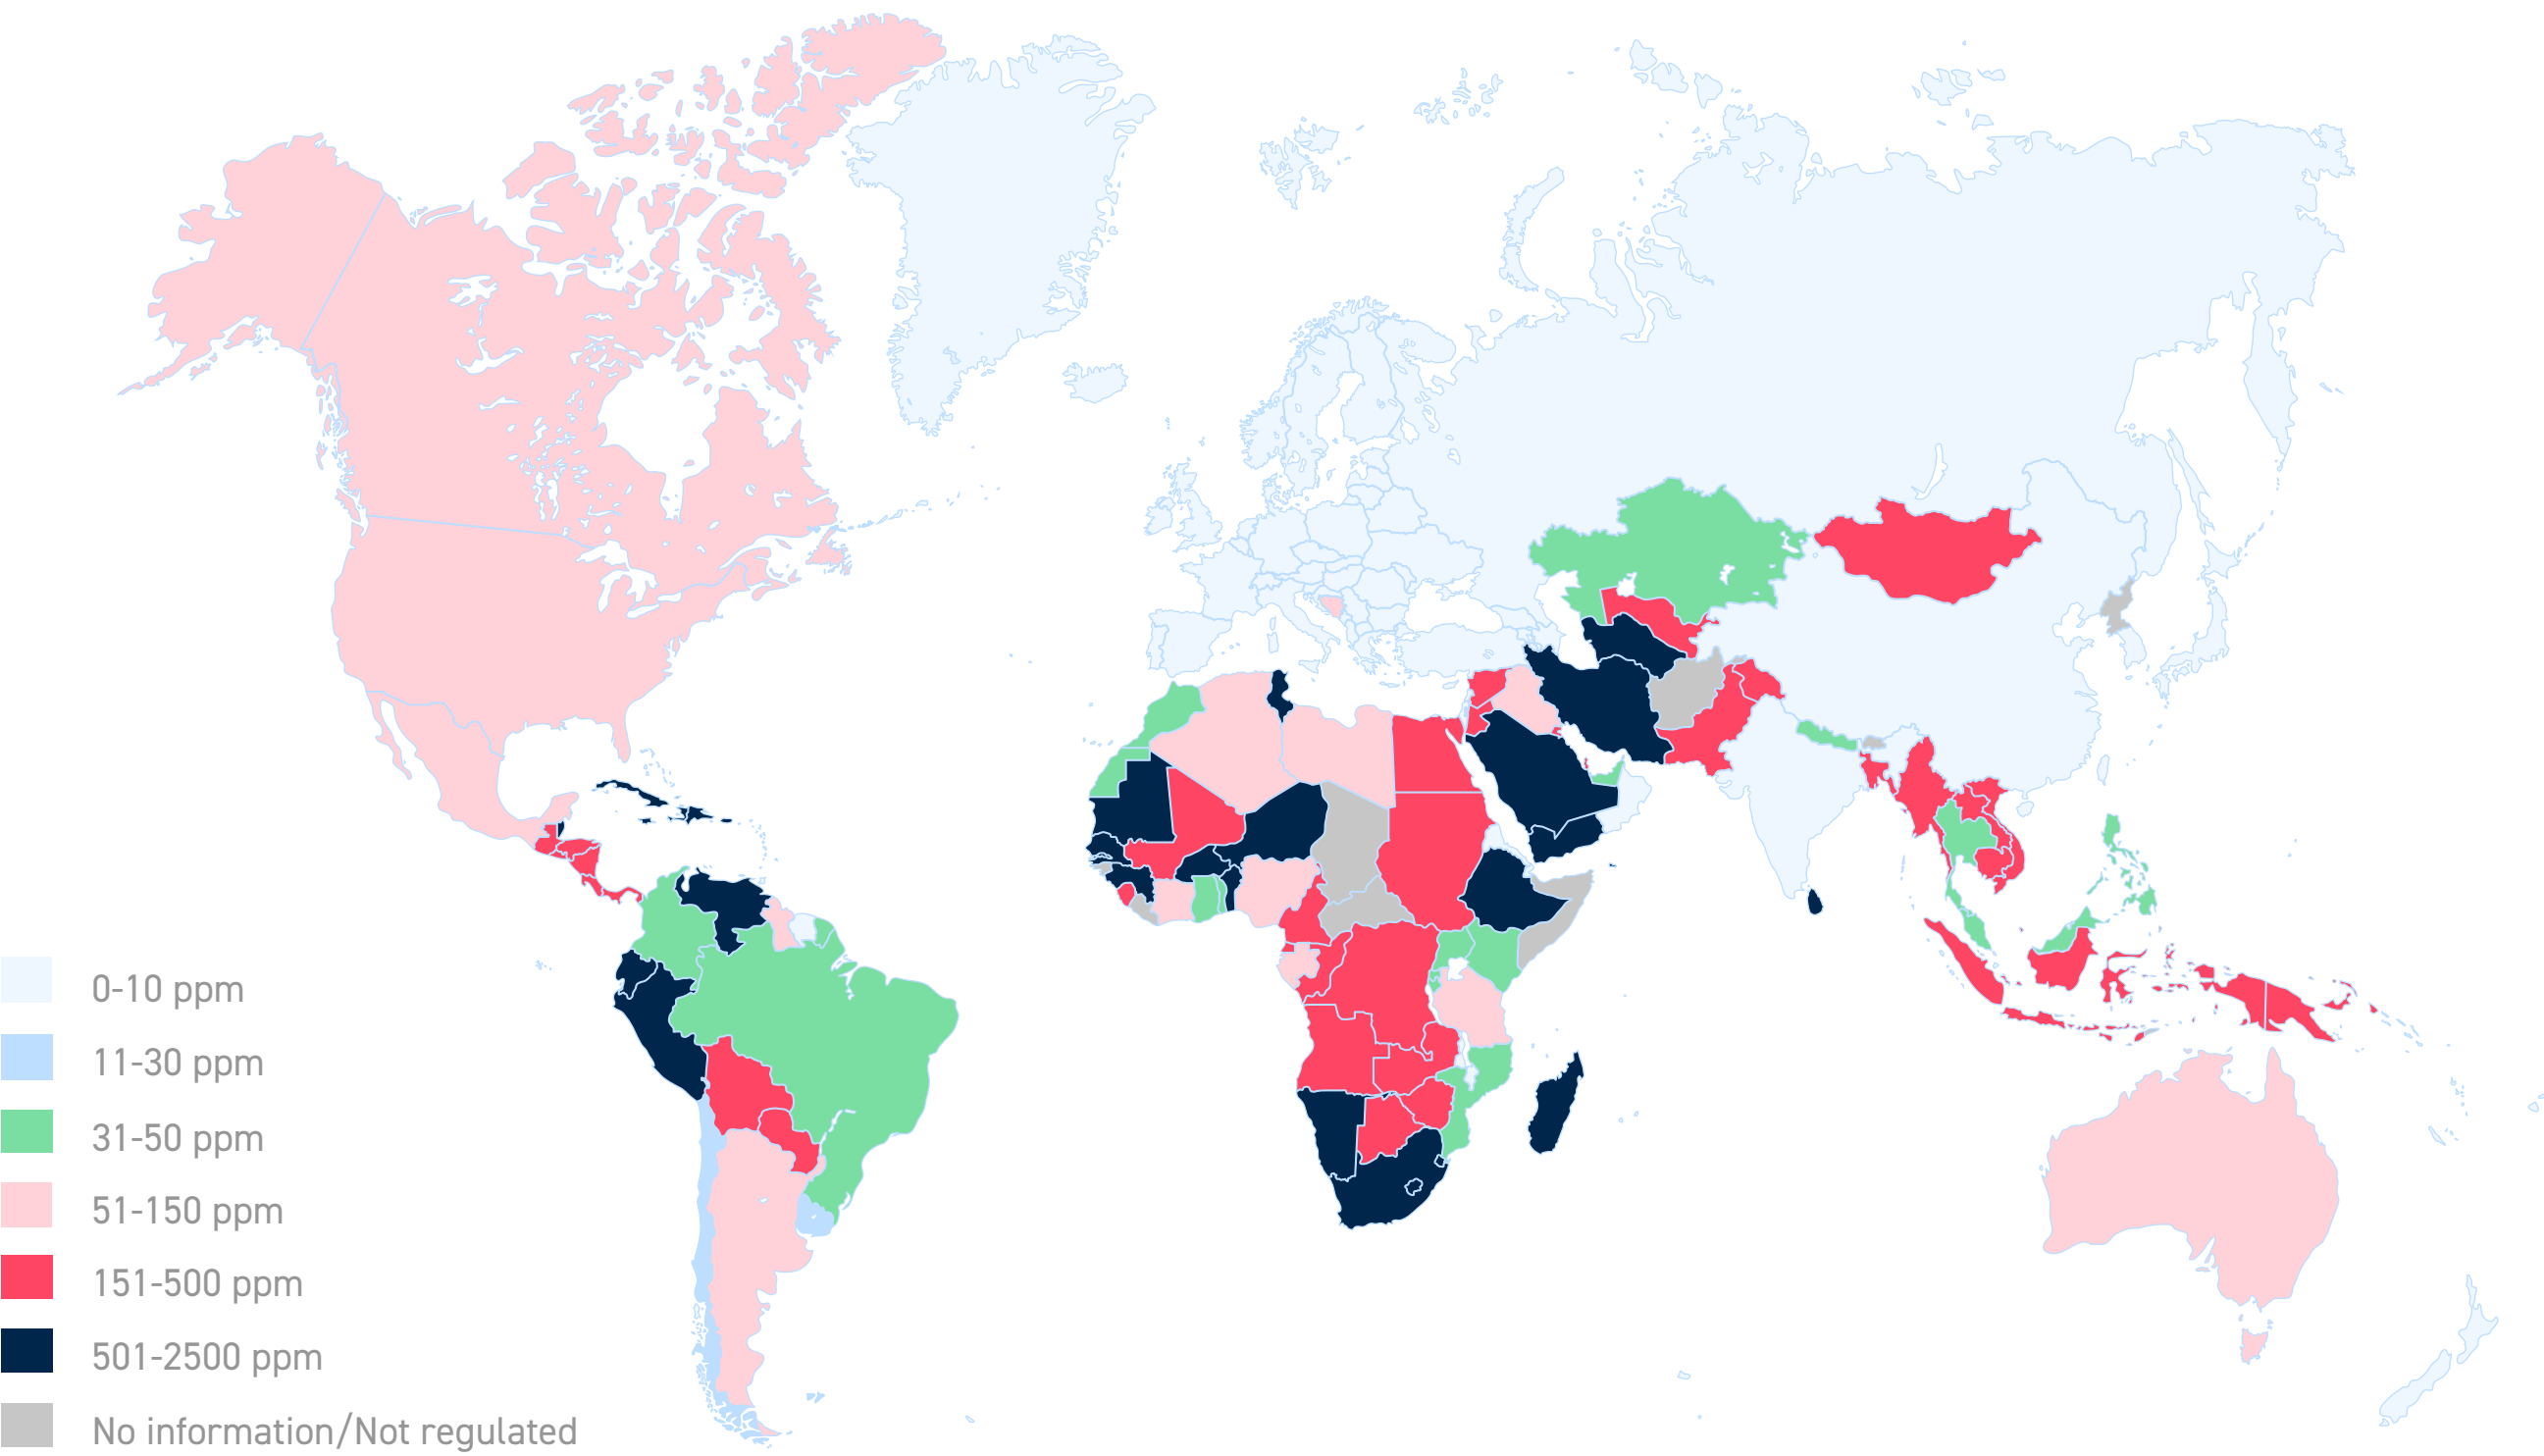 0-10 ppm
11-30 ppm
31-50 ppm
51-150 ppm
151-500 ppm
501-2500 ppm
No information/Not regulated